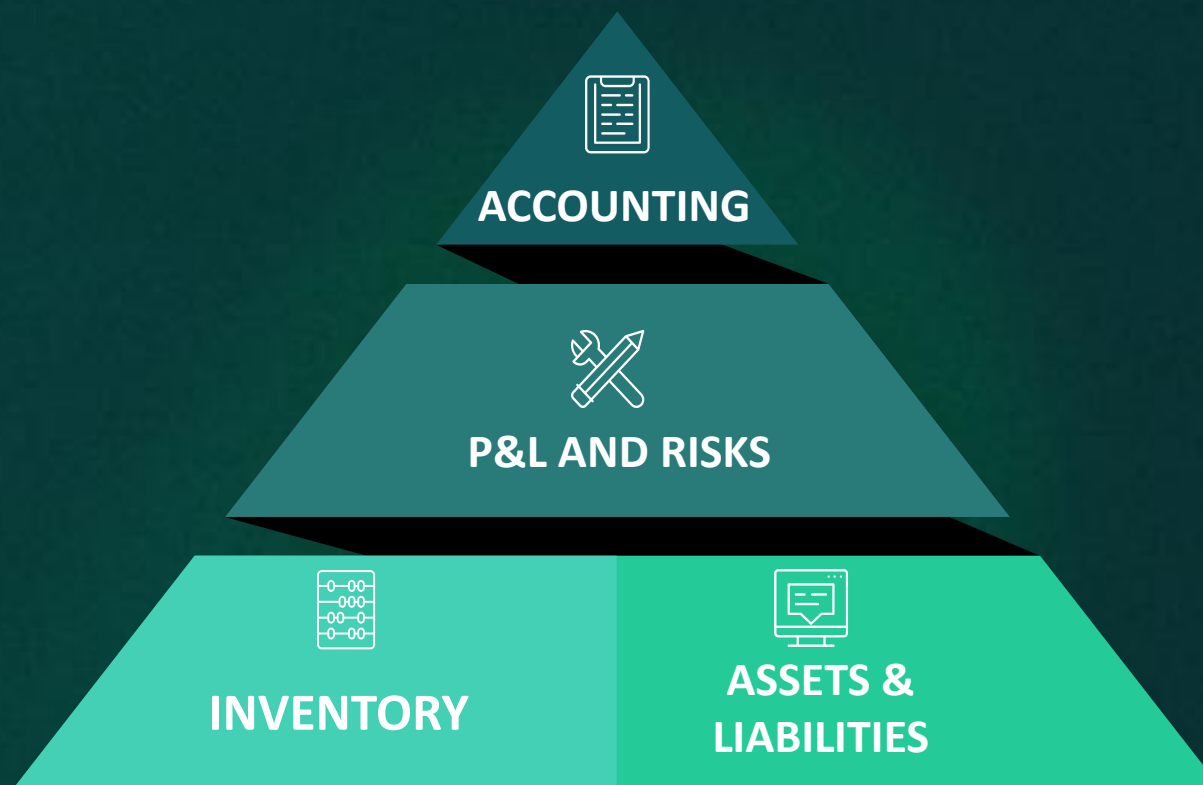 ACCOUNTING
P&L AND RISKS
INVENTORY
ASSETS &
LIABILITIES